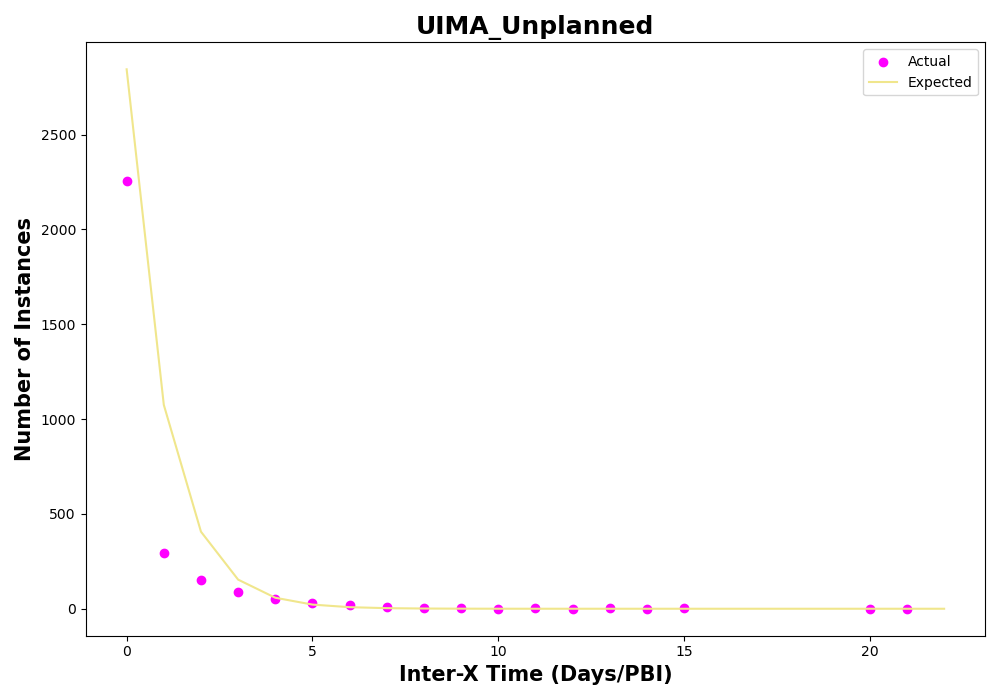 UIMA_Unplanned
Actual
Expected
Number of Instances
2500
2000
1500
1000
500
0
0 5 10 15 20
Inter-X Time (Days/PBI)